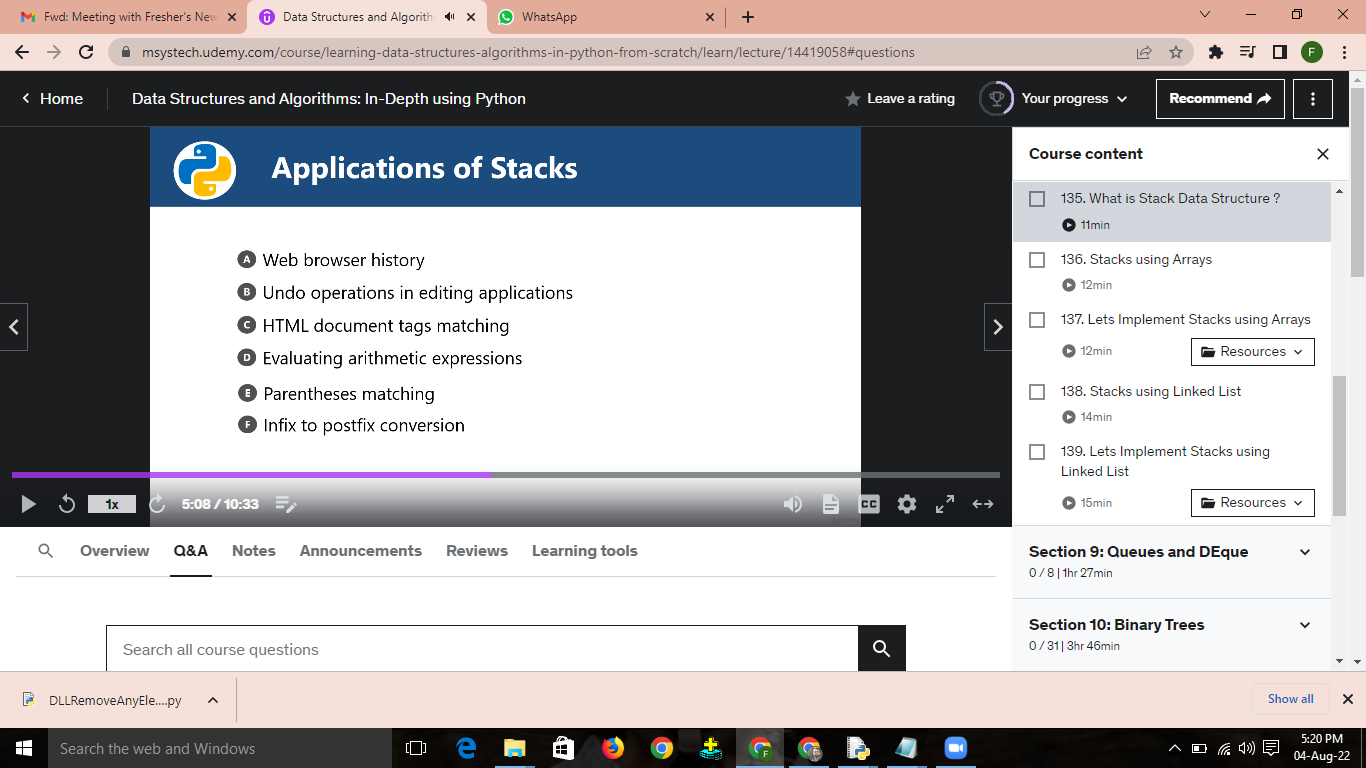 Fwd: Meeting with Fresher's New
Data Structures and Algorith
WhatsApp
msystech.udemy.com/course/learning-data-structures-algorithms-in-python-from-scratch/learn/lecture/14419058#questions
F
Home
Data Structures and Algorithms: In-Depth using Python
Leave a rating
Your progress
Recommend
Applications of Stacks
A Web browser history
B Undo operations in editing applications
C HTML document tags matching
D Evaluating arithmetic expressions
E Parentheses matching
F Infix to postfix conversion
1x
5:08 / 10:33
CC
Course content
135. What is Stack Data Structure ?
11min
136. Stacks using Arrays
12min
137. Lets Implement Stacks using Arrays
12min
Resources
138. Stacks using Linked List
14min
139. Lets Implement Stacks using
Linked List
15min
Resources
Section 9: Queues and DEque
0 / 8 | 1hr 27min
Section 10: Binary Trees
0 / 31 | 3hr 46min
Overview
Q&A
Notes
Announcements
Reviews
Learning tools
Search all course questions
DLLRemoveAnyEle....py
Show all
Search the web and Windows
F
5:20 PM
04-Aug-22